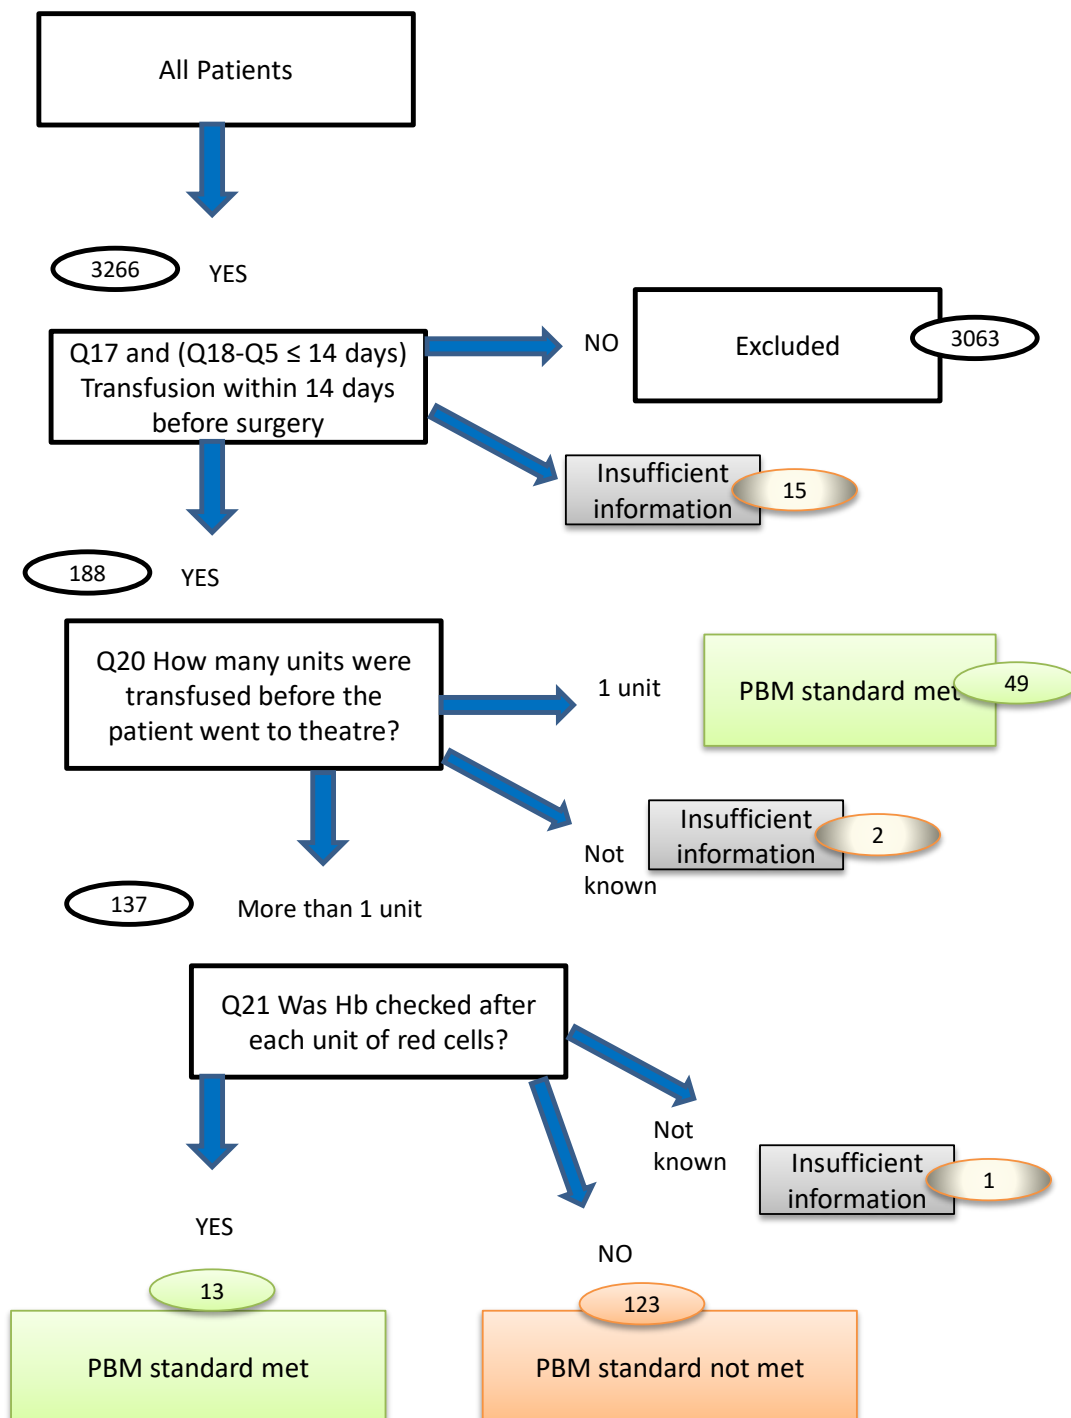 All Patients
3266
YES
Q17 and (Q18-Q5 ≤ 14 days)
Transfusion within 14 days
before surgery
NO
Excluded
3063
Insufficient
information
15
188
YES
Q20 How many units were
transfused before the
patient went to theatre?
1 unit
PBM standard met
49
Not
known
Insufficient
information
2
137
More than 1 unit
Q21 Was Hb checked after
each unit of red cells?
Not
known
Insufficient
information
1
YES
13
PBM standard met
NO
123
PBM standard not met